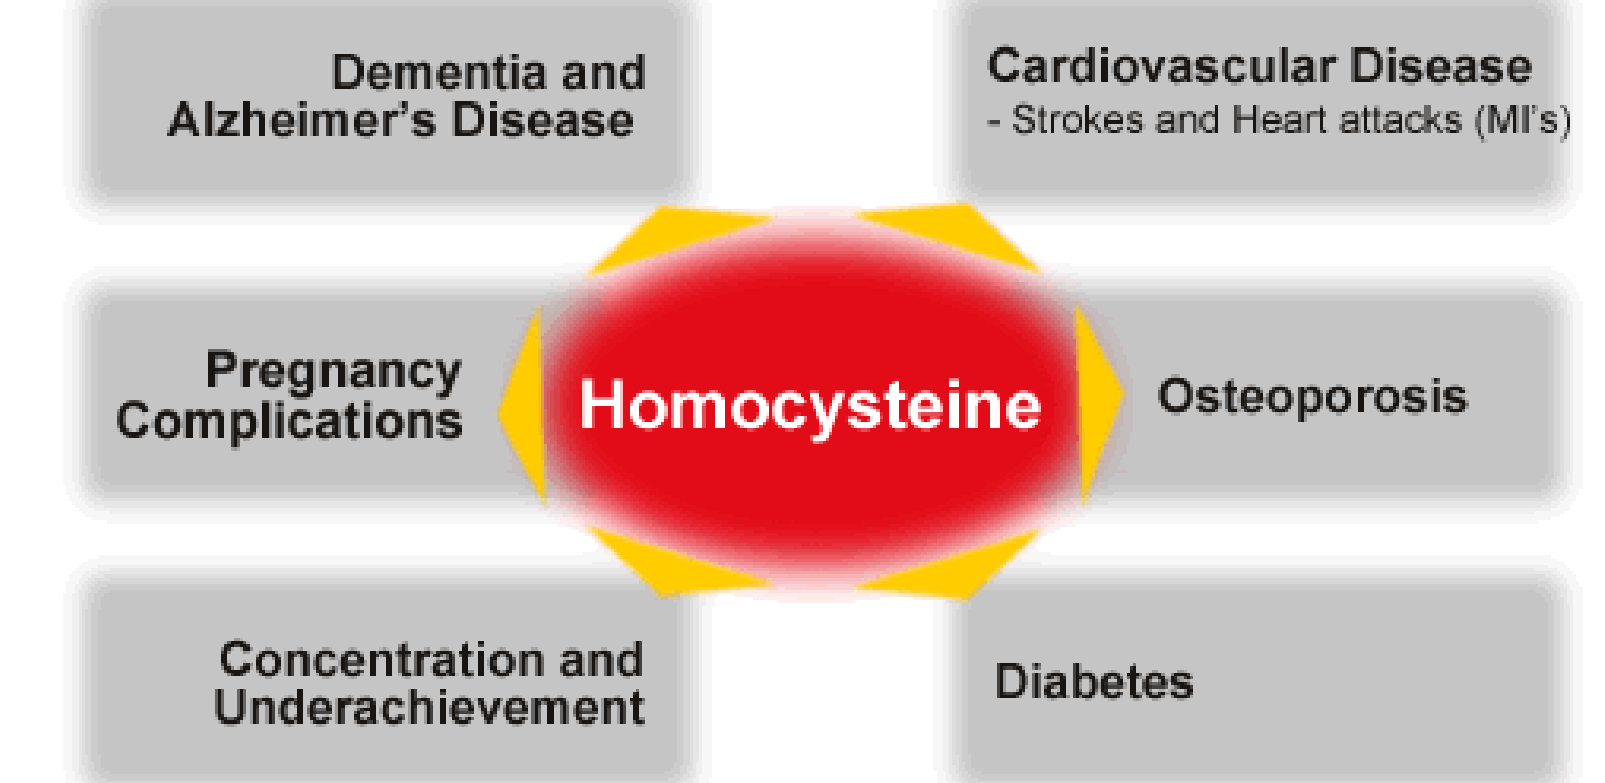 Dementia and
Alzheimer's Disease
Cardiovascular Disease
- Strokes and Heart attacks (MI's)
Pregnancy
Complications
Homocysteine
Osteoporosis
Concentration and
Underachievement
Diabetes